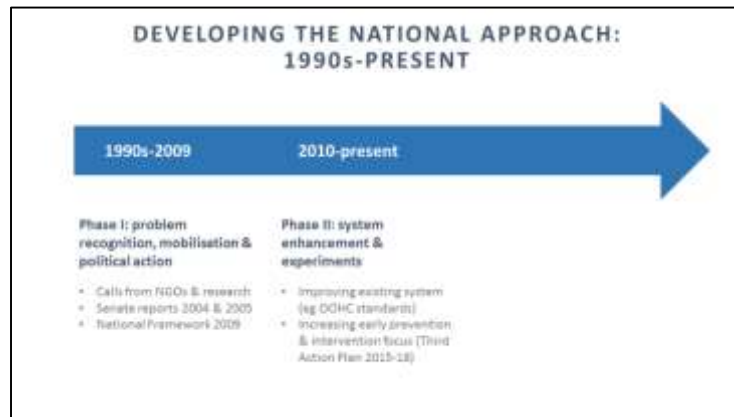 DEVELOPING THE NATIONAL APPROACH:
1990s-PRESENT
1990s-2009
2010-present
Phase I: problem
recognition, mobilisation &
political action
• Calls from NGOs & research
• Senate reports 2004 & 2005
• National Framework 2009
Phase II: system
enhancement &
experiments
• Improving existing system
(eg OOHC standards)
• Increasing early prevention
& intervention focus (Third
Action Plan 2015-18)